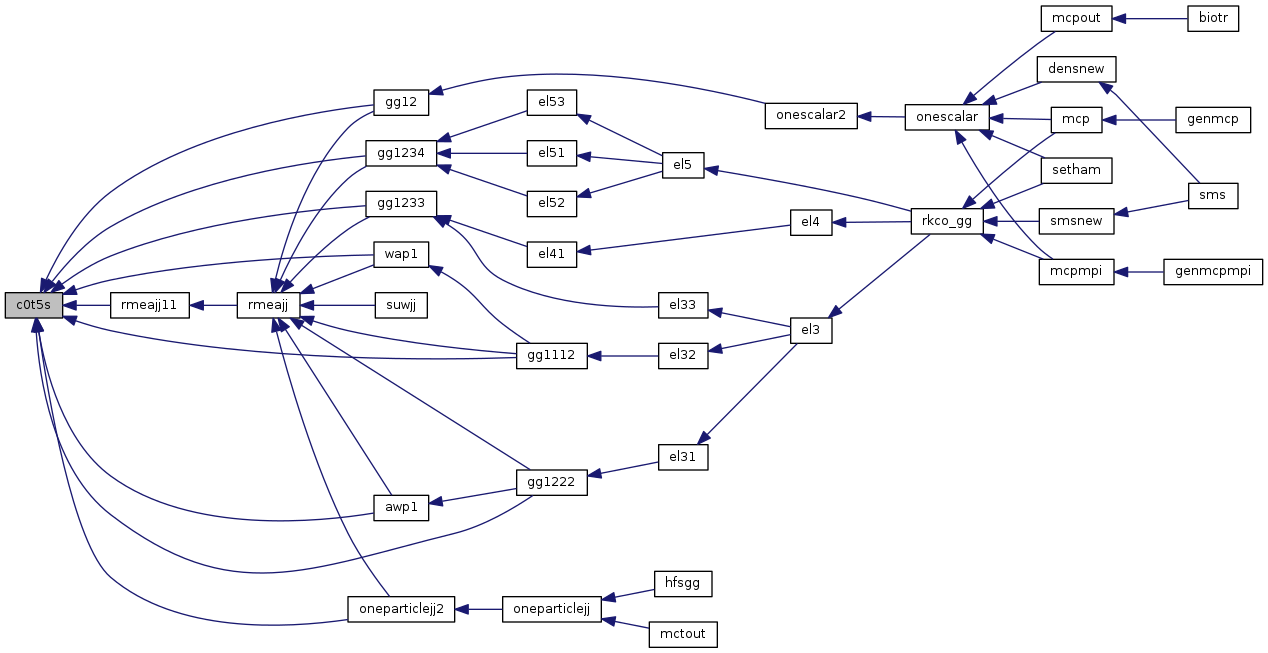 mcpout
biotr
densnew
gg12
el53
onescalar2
onescalar
mcp
genmcp
gg1234
el51
el5
setham
el52
sms
gg1233
el4
rkco_gg
smsnew
wap1
el41
mcpmpi
genmcpmpi
c0t5s
rmeajj11
rmeajj
suwjj
el33
el3
gg1112
el32
el31
gg1222
awp1
hfsgg
oneparticlejj2
oneparticlejj
mctout